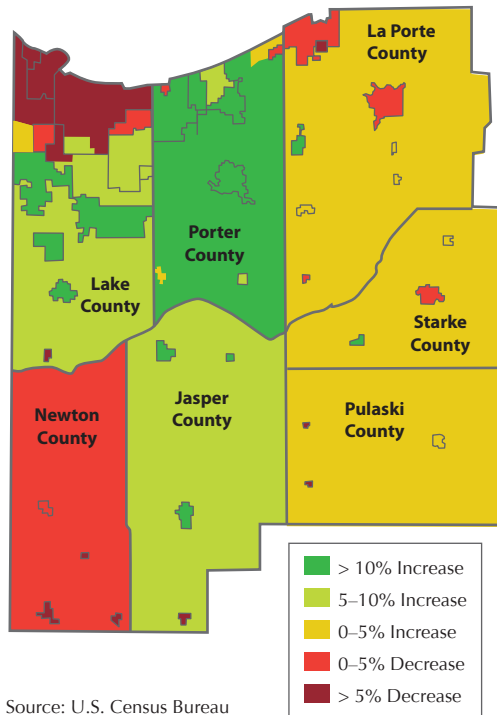 La Porte
County
Porter
County
Lake
County
Starke
County
Newton
County
Jasper
County
Pulaski
County
> 10% Increase
5–10% Increase
0–5% Increase
0–5% Decrease
> 5% Decrease
Source: U.S. Census Bureau